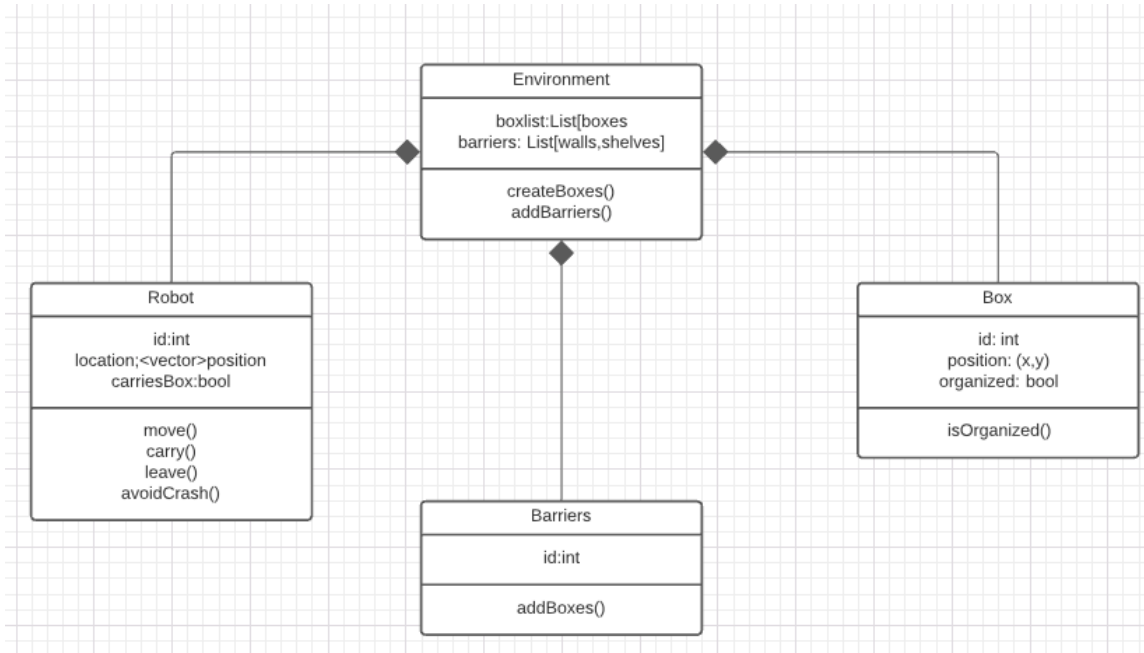 Environment
boxlist:List[boxes
barriers: List[walls,shelves]
createBoxes()
addBarriers()
Robot
id:int
location;<vector>position
carriesBox:bool
move()
carry()
leave()
avoidCrash()
Box
id: int
position: (x,y)
organized: bool
isOrganized()
Barriers
id:int
addBoxes()